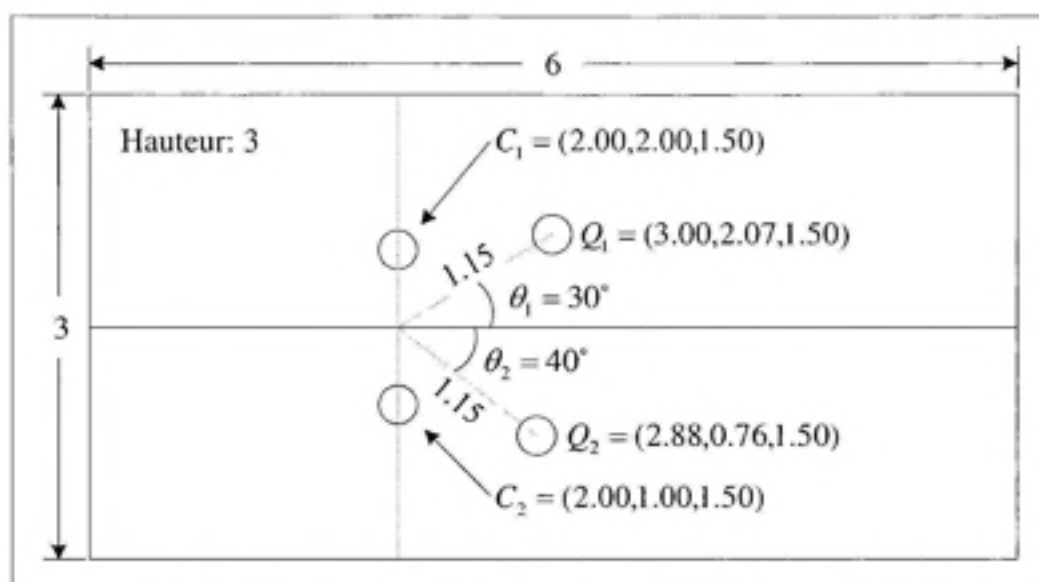 6
Hauteur: 3
C₁ = (2.00,2.00,1.50)
Q₁ = (3.00,2.07,1.50)
1.15
θ₁ = 30°
3
θ₂ = 40°
1.15
Q₂ = (2.88,0.76,1.50)
C₂ = (2.00,1.00,1.50)